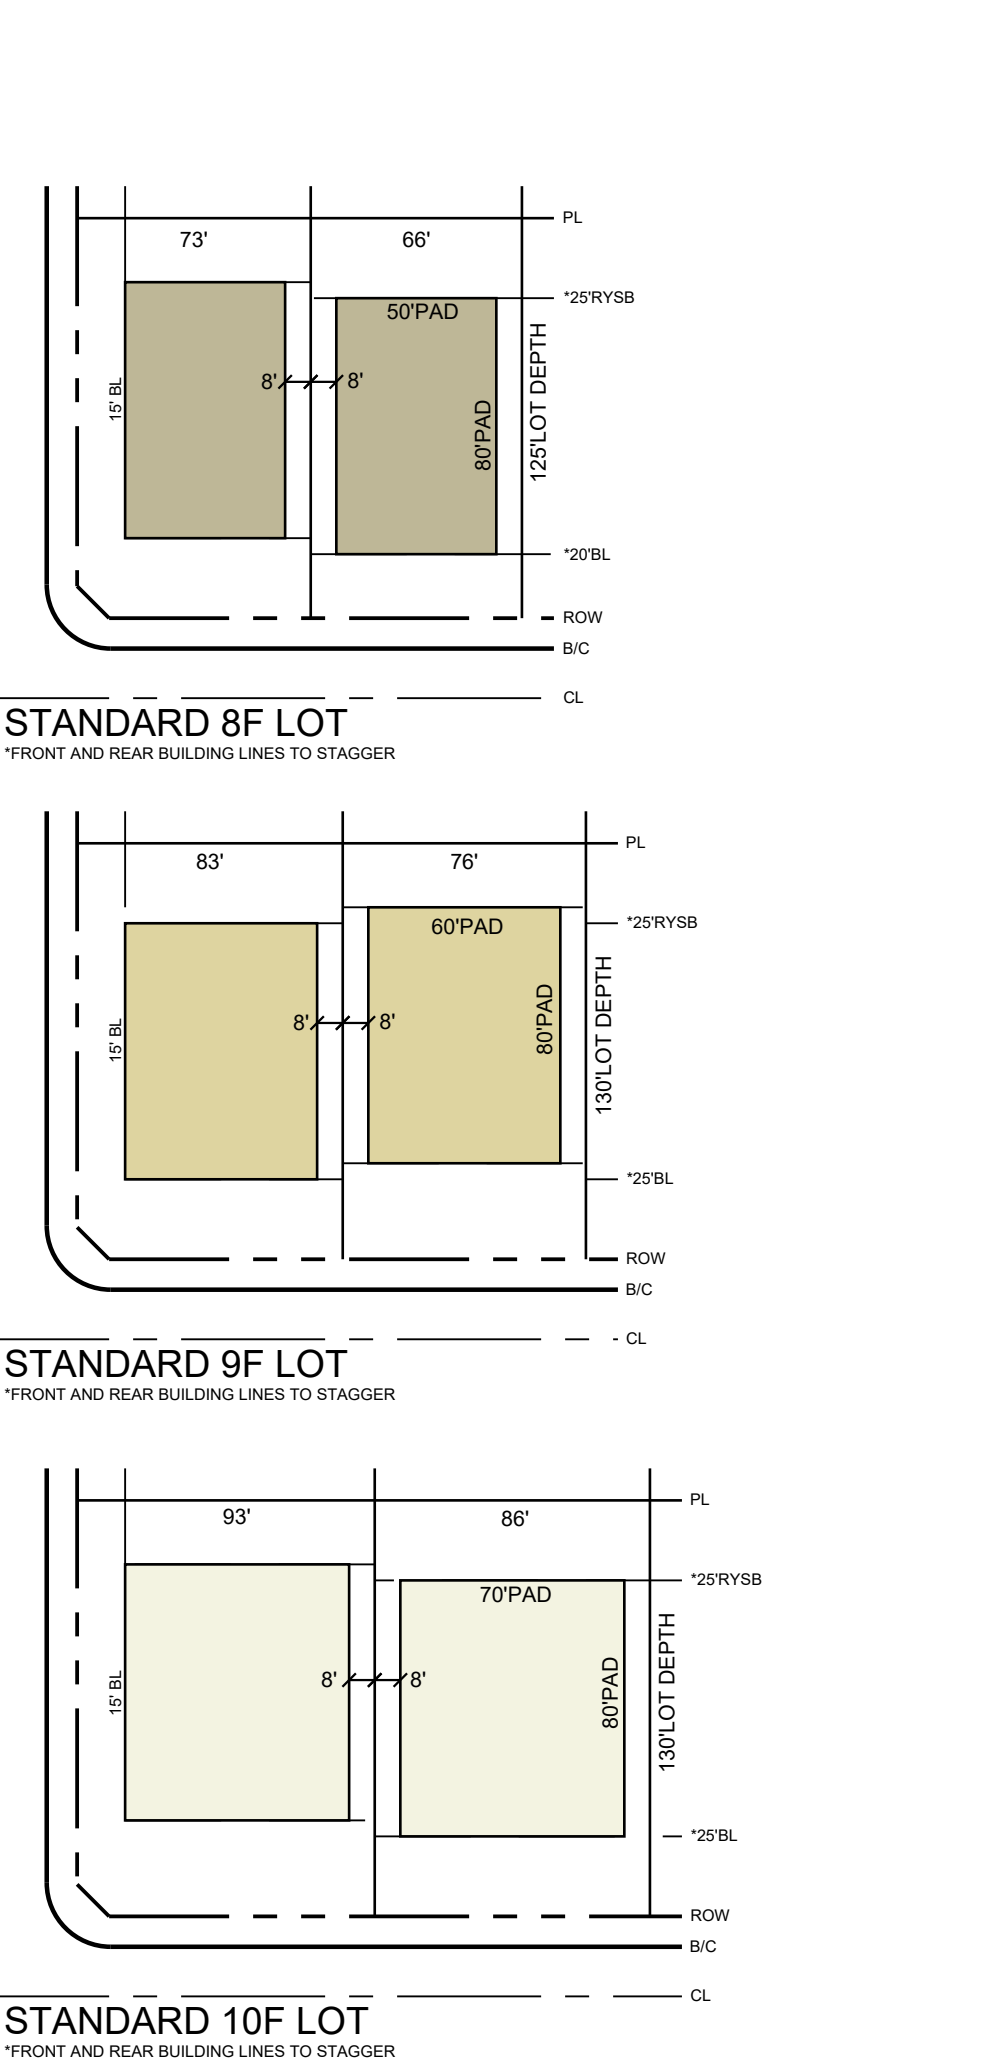 PL
73'
66'
*25'RYSB
50'PAD
125'LOT DEPTH
8'
8'
15' BL
80'PAD
*20'BL
ROW
B/C
CL
STANDARD 8F LOT
*FRONT AND REAR BUILDING LINES TO STAGGER
PL
83'
76'
*25'RYSB
60'PAD
130'LOT DEPTH
80'PAD
8'
8'
15' BL
*25'BL
ROW
B/C
CL
STANDARD 9F LOT
*FRONT AND REAR BUILDING LINES TO STAGGER
PL
93'
86'
*25'RYSB
70'PAD
130'LOT DEPTH
8'
8'
15' BL
80'PAD
*25'BL
ROW
B/C
CL
STANDARD 10F LOT
*FRONT AND REAR BUILDING LINES TO STAGGER